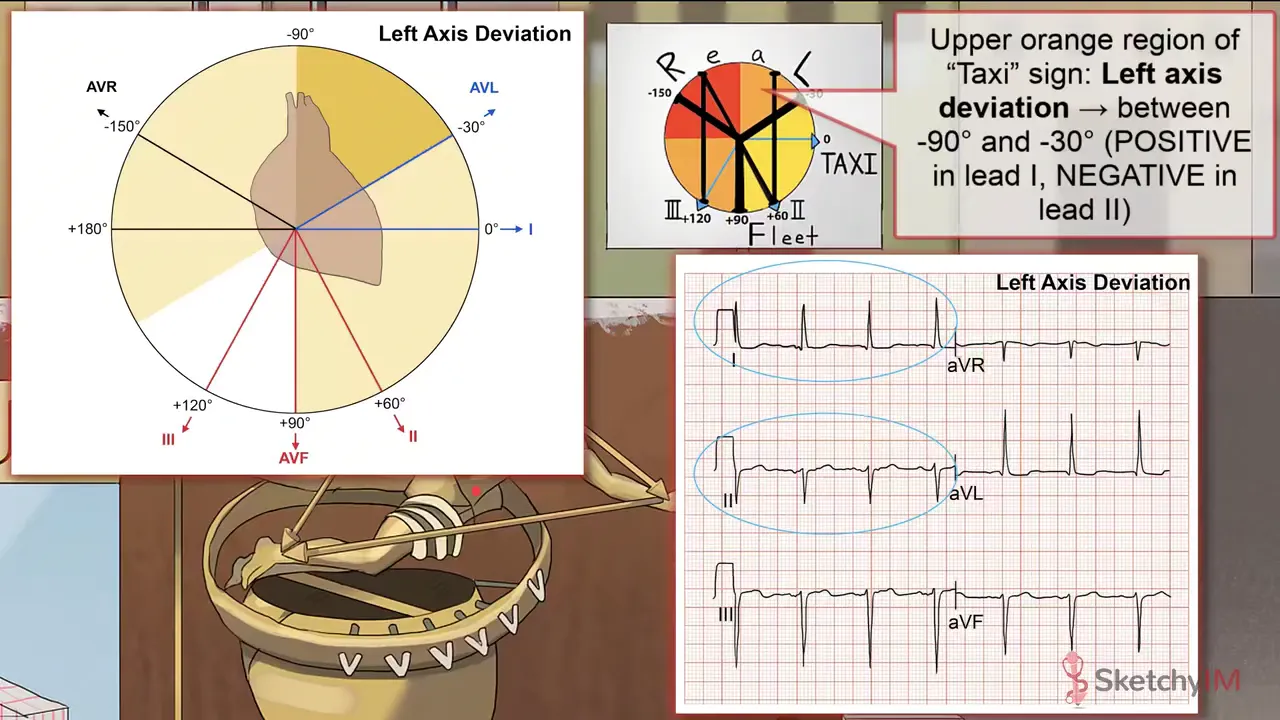 Left Axis Deviation
-90°
AVR
-150°
AVL
-30°
+180°
0°
I
+120°
III
+90°
AVF
+60°
II
R e a L
-150
-30
0
TAXI
III
+120
+90
+60
II
Fleet
Upper orange region of
“Taxi” sign: Left axis
deviation → between
-90° and -30° (POSITIVE
in lead I, NEGATIVE in
lead II)
Left Axis Deviation
I
aVR
II
aVL
III
aVF
SketchyIM